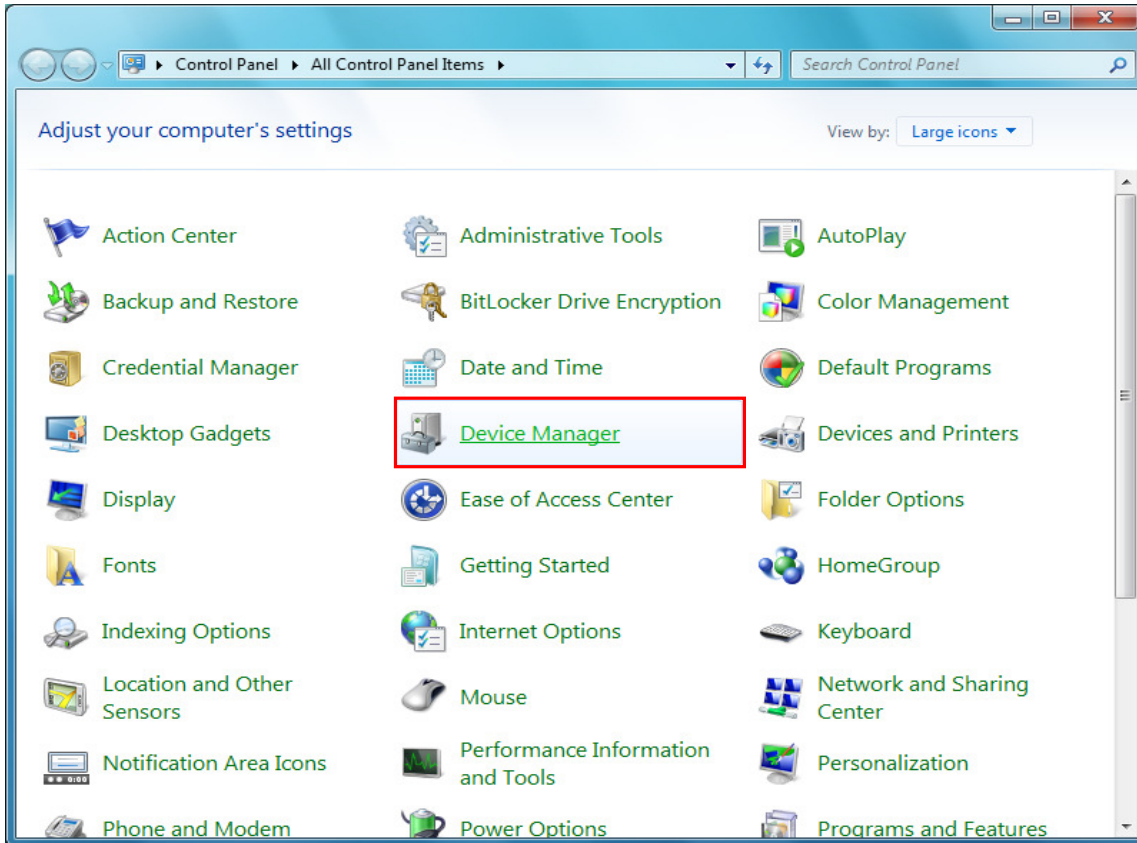 Control Panel All Control Panel Items
Search Control Panel
Adjust your computer's settings
View by: Large icons
Action Center
Administrative Tools
AutoPlay
Backup and Restore
BitLocker Drive Encryption
Color Management
Credential Manager
Date and Time
Default Programs
Desktop Gadgets
Device Manager
Devices and Printers
Display
Ease of Access Center
Folder Options
Fonts
Getting Started
HomeGroup
Indexing Options
Internet Options
Keyboard
Location and Other
Sensors
Mouse
Network and Sharing
Center
Notification Area Icons
Performance Information
and Tools
Personalization
Phone and Modem
Power Options
Programs and Features